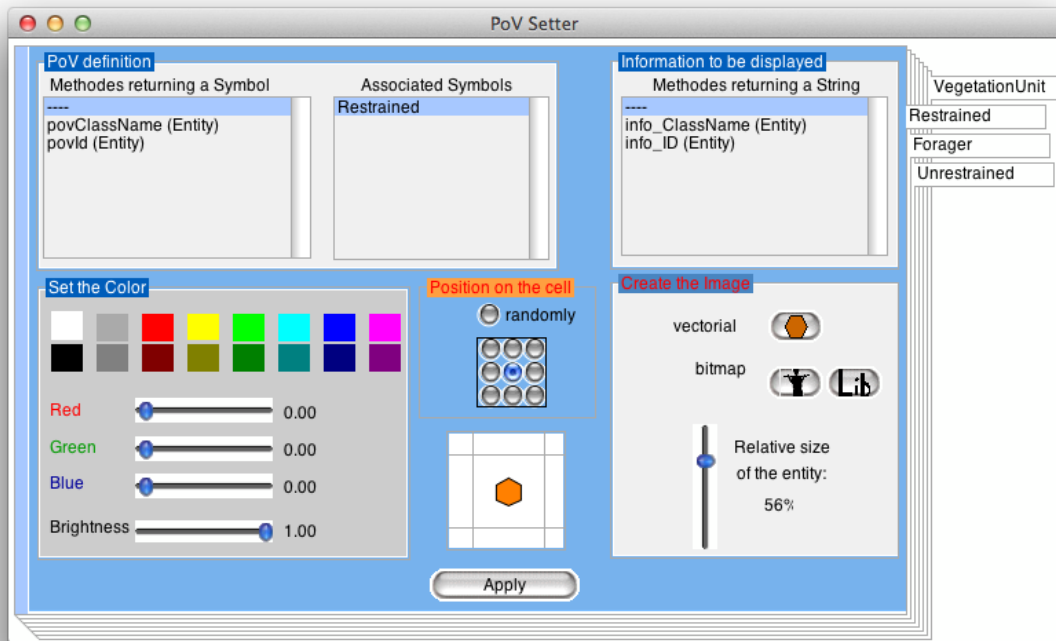 PoV Setter
PoV definition
Methodes returning a Symbol
----
povClassName (Entity)
povId (Entity)
Associated Symbols
Restrained
Information to be displayed
Methodes returning a String
----
info_ClassName (Entity)
info_ID (Entity)
VegetationUnit
Restrained
Forager
Unrestrained
Set the Color
Red 0.00
Green 0.00
Blue 0.00
Brightness 1.00
Position on the cell
randomly
Apply
Create the Image
vectorial
bitmap
Lib
Relative size
of the entity:
56%